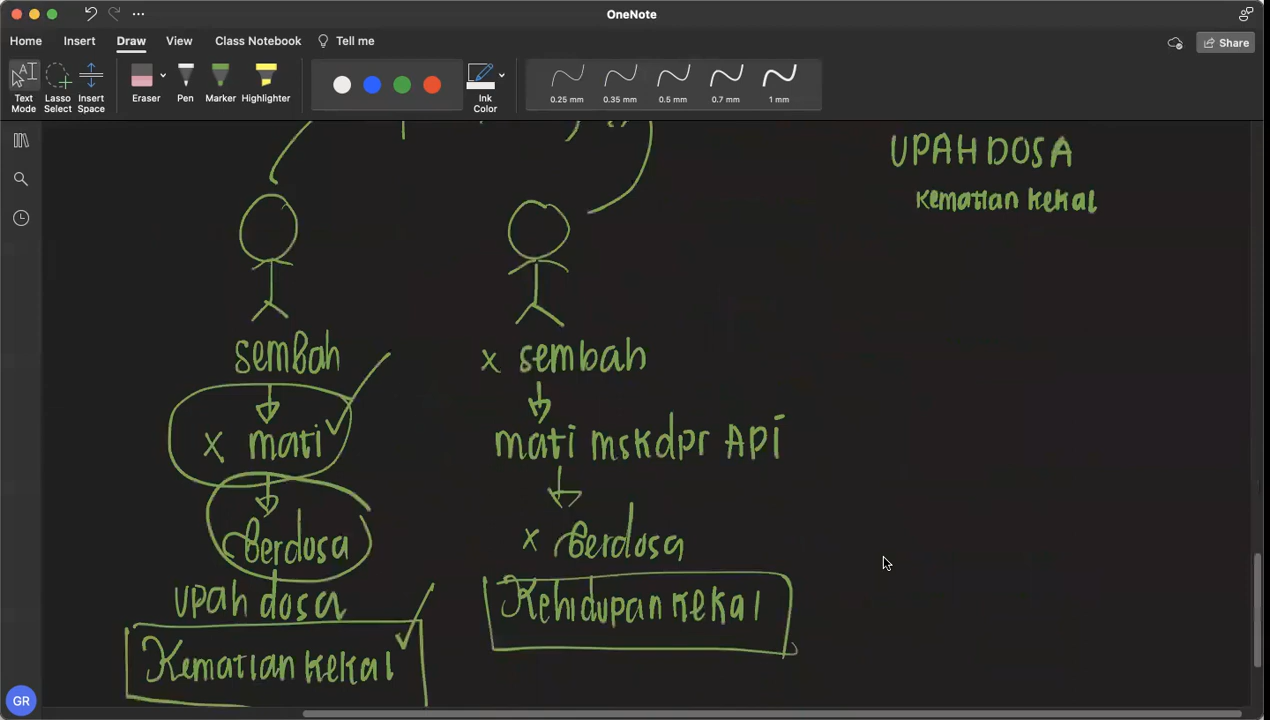 OneNote
Home Insert Draw View Class Notebook Tell me
Share
Text Mode
Lasso Select
Insert Space
Eraser
Pen
Marker
Highlighter
Ink Color
0.25 mm
0.35 mm
0.5 mm
0.7 mm
1 mm
UPAH DOSA
Kematian kekal
sembah
x mati
Berdosa
upah dosa
Kematian kekal
x sembah
mati mskdpr API
x Berdosa
Kehidupan kekal
GR